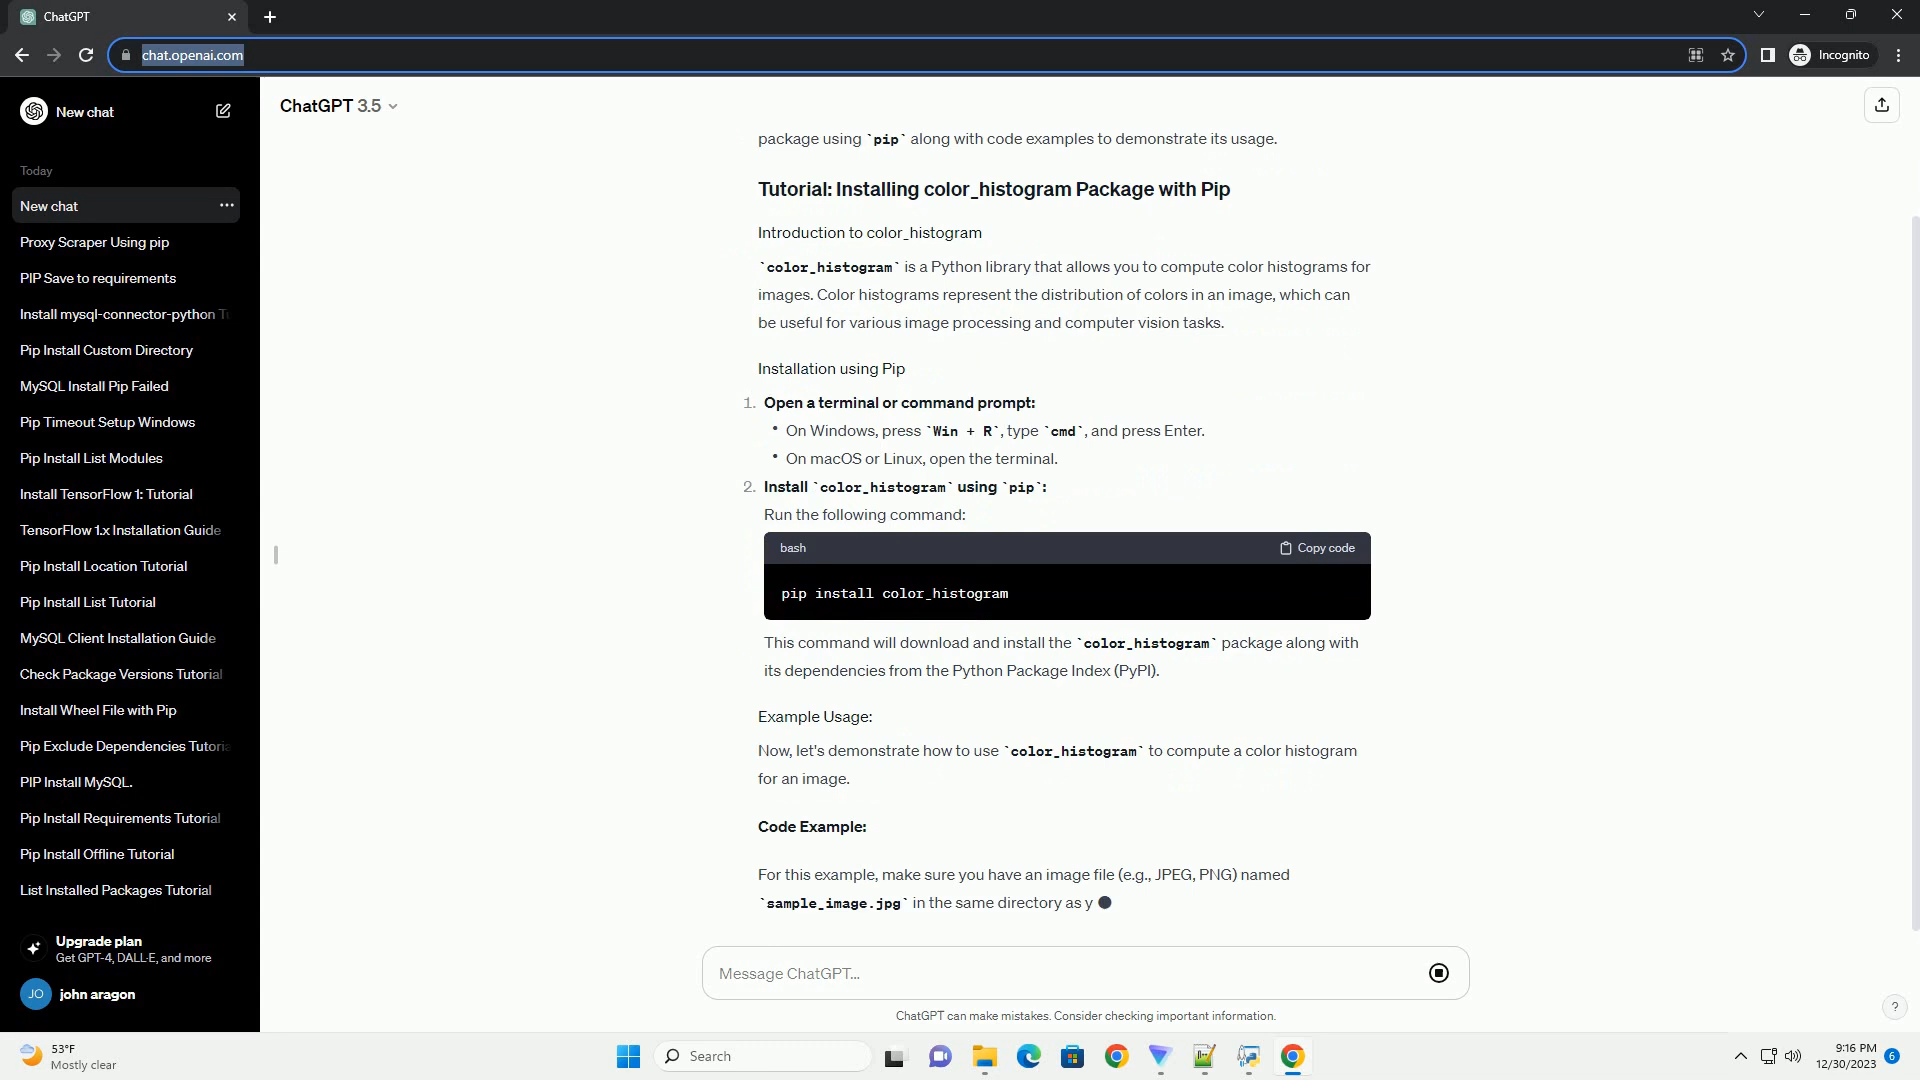 ChatGPT
chat.openai.com
Incognito
New chat
ChatGPT 3.5
Today
New chat
Proxy Scraper Using pip
PIP Save to requirements
Install mysql-connector-python T
Pip Install Custom Directory
MySQL Install Pip Failed
Pip Timeout Setup Windows
Pip Install List Modules
Install TensorFlow 1: Tutorial
TensorFlow 1.x Installation Guide
Pip Install Location Tutorial
Pip Install List Tutorial
MySQL Client Installation Guide
Check Package Versions Tutorial
Install Wheel File with Pip
Pip Exclude Dependencies Tutoria
PIP Install MySQL.
Pip Install Requirements Tutorial
Pip Install Offline Tutorial
List Installed Packages Tutorial
Upgrade plan
Get GPT-4, DALL·E, and more
JO john aragon
package using `pip` along with code examples to demonstrate its usage.
Tutorial: Installing color_histogram Package with Pip
Introduction to color_histogram
`color_histogram` is a Python library that allows you to compute color histograms for
images. Color histograms represent the distribution of colors in an image, which can
be useful for various image processing and computer vision tasks.
Installation using Pip
1. Open a terminal or command prompt:
• On Windows, press `Win + R`, type `cmd`, and press Enter.
• On macOS or Linux, open the terminal.
2. Install `color_histogram` using `pip`:
Run the following command:
bash
Copy code
pip install color_histogram
This command will download and install the `color_histogram` package along with
its dependencies from the Python Package Index (PyPI).
Example Usage:
Now, let's demonstrate how to use `color_histogram` to compute a color histogram
for an image.
Code Example:
For this example, make sure you have an image file (e.g., JPEG, PNG) named
`sample_image.jpg` in the same directory as y
Message ChatGPT...
ChatGPT can make mistakes. Consider checking important information.
?
53°F
Mostly clear
Search
9:16 PM
12/30/2023
6